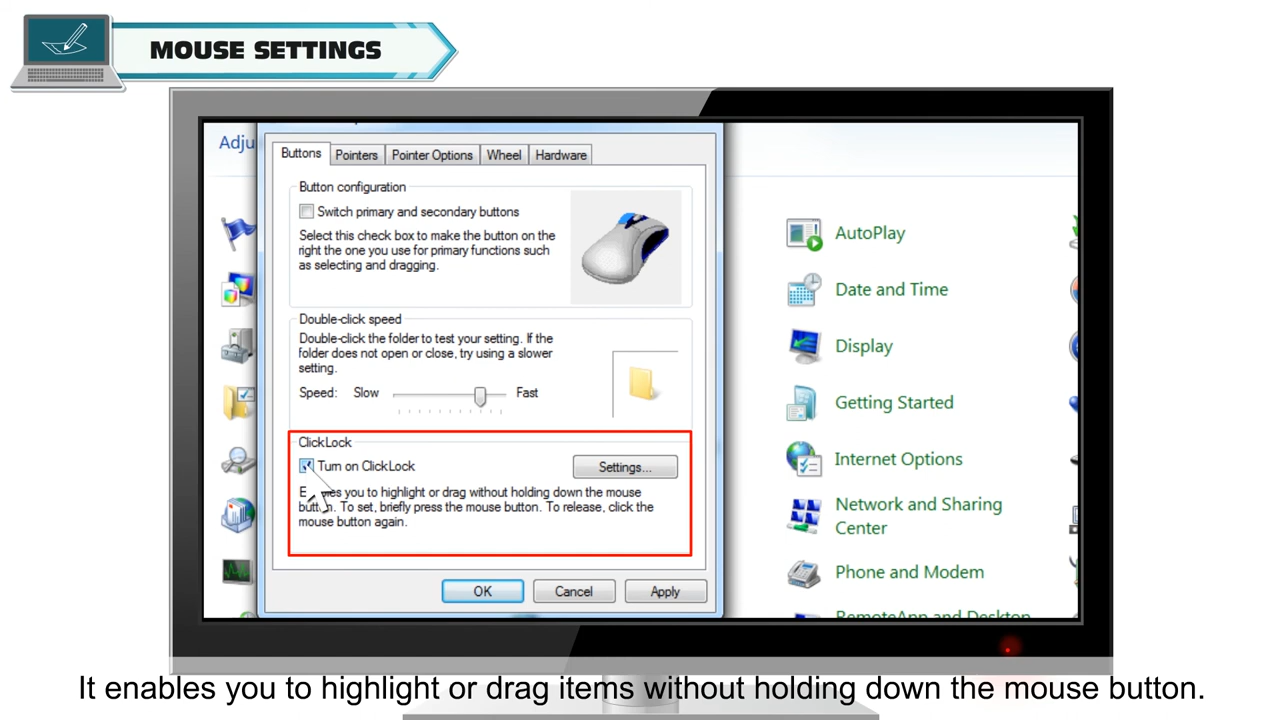 MOUSE SETTINGS
Adju
Buttons
Pointers
Pointer Options
Wheel
Hardware
Button configuration
Switch primary and secondary buttons
Select this check box to make the button on the
right the one you use for primary functions such
as selecting and dragging.
Double-click speed
Double-click the folder to test your setting. If the
folder does not open or close, try using a slower
setting.
Speed: Slow Fast
ClickLock
Turn on ClickLock
Settings...
you to highlight or drag without holding down the mouse
To set, briefly press the mouse button. To release, click the
mouse button again.
OK
Cancel
Apply
AutoPlay
Date and Time
Display
Getting Started
Internet Options
Network and Sharing
Center
Phone and Modem
RemoteApp and Desktop
It enables you to highlight or drag items without holding down the mouse button.